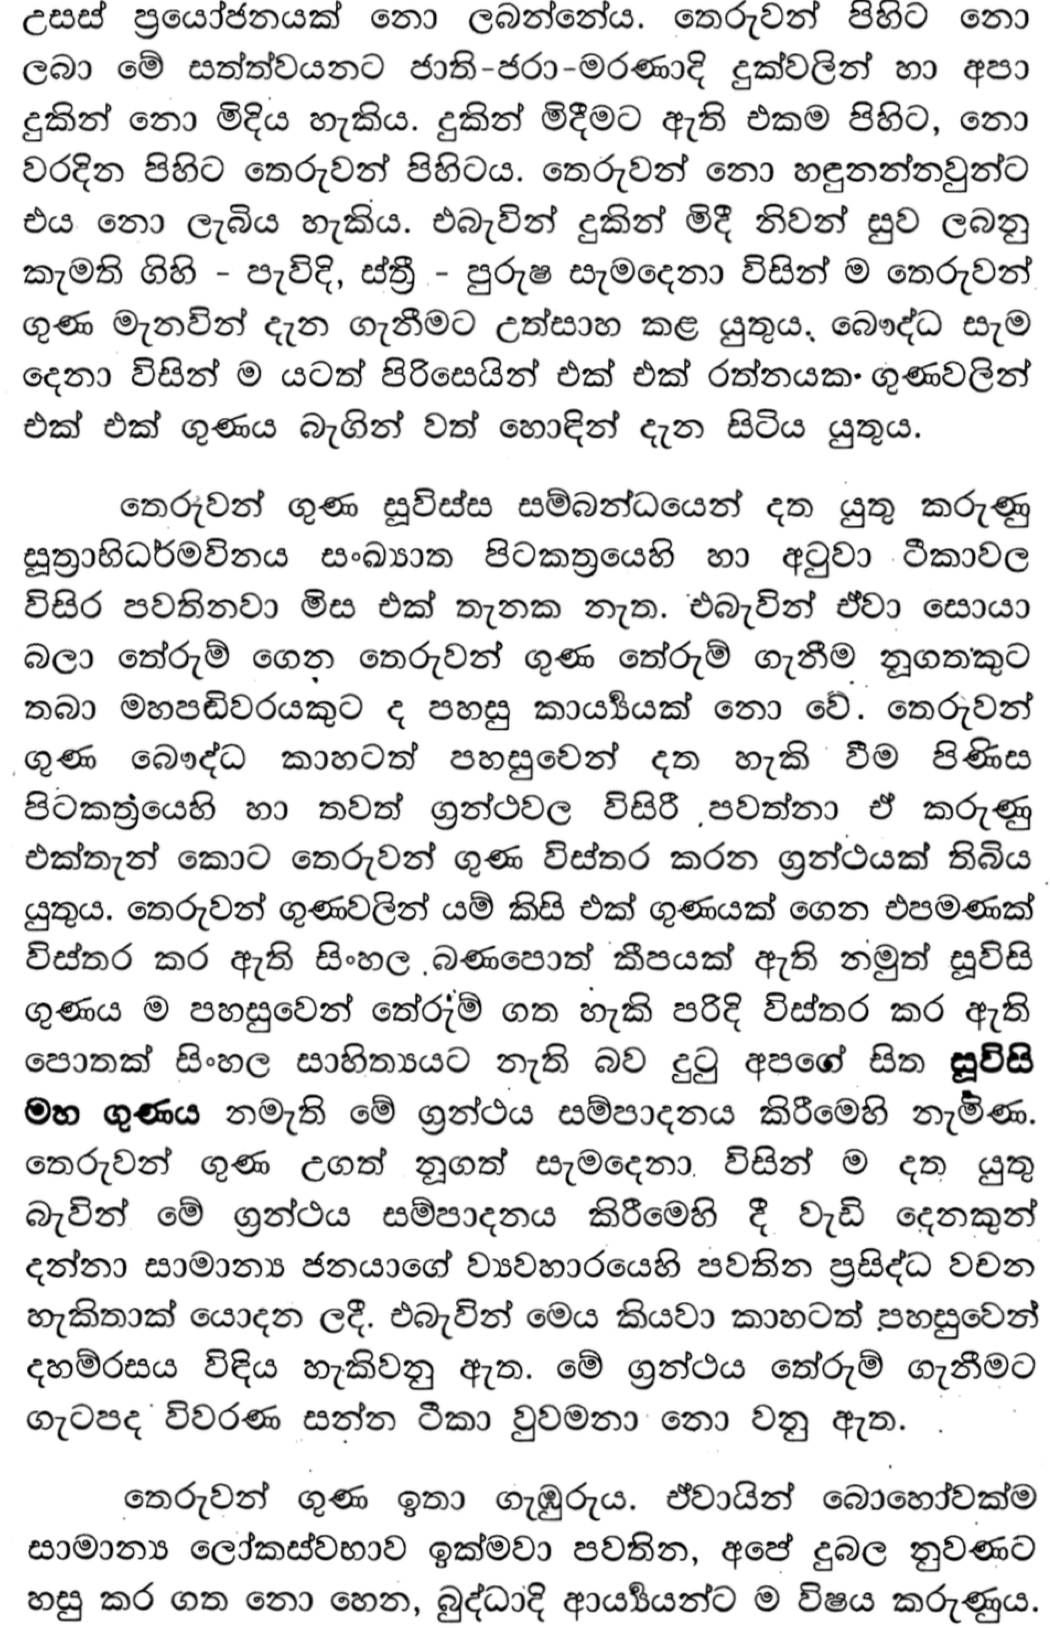 උසස් ප්‍රයෝජනයක් නො ලබන්නේය. තෙරුවන් පිහිට නො
ලබා මේ සත්ත්වයනට ජාති-ජරා-මරණාදි දුක්වලින් හා අපා
දුකින් නො මිදිය හැකිය. දුකින් මිදීමට ඇති එකම පිහිට, නො
වරදින පිහිට තෙරුවන් පිහිටය. තෙරුවන් නො හඳුනන්නවුන්ට
එය නො ලැබිය හැකිය. එබැවින් දුකින් මිදී නිවන් සුව ලබනු
කැමති ගිහි - පැවිදි, ස්ත්‍රී - පුරුෂ සැමදෙනා විසින් ම තෙරුවන්
ගුණ මැනවින් දැන ගැනීමට උත්සාහ කළ යුතුය. බෞද්ධ සැම
දෙනා විසින් ම යටත් පිරිසෙයින් එක් එක් රත්නයක ගුණවලින්
එක් එක් ගුණය බැගින් වත් හොඳින් දැන සිටිය යුතුය.
තෙරුවන් ගුණ සූවිස්ස සම්බන්ධයෙන් දත යුතු කරුණු
සූත්‍රාභිධර්මවිනය සංඛ්‍යාත පිටකත්‍රයෙහි හා අටුවා ටීකාවල
විසිර පවතිනවා මිස එක් තැනක නැත. එබැවින් ඒවා සොයා
බලා තේරුම් ගෙන තෙරුවන් ගුණ තේරුම් ගැනීම නූගතකුට
තබා මහපඬිවරයකුට ද පහසු කාර්‍ය්‍යයක් නො වේ. තෙරුවන්
ගුණ බෞද්ධ කාහටත් පහසුවෙන් දත හැකි වීම පිණිස
පිටකත්‍රයෙහි හා තවත් ග්‍රන්ථවල විසිරී පවත්නා ඒ කරුණු
එක්තැන් කොට තෙරුවන් ගුණ විස්තර කරන ග්‍රන්ථයක් තිබිය
යුතුය. තෙරුවන් ගුණවලින් යම් කිසි එක් ගුණයක් ගෙන එපමණක්
විස්තර කර ඇති සිංහල බණපොත් කීපයක් ඇති නමුත් සූවිසි
ගුණය ම පහසුවෙන් තේරුම් ගත හැකි පරිදි විස්තර කර ඇති
පොතක් සිංහල සාහිත්‍යයට නැති බව දුටු අපගේ සිත සූවිසි
මහ ගුණය නමැති මේ ග්‍රන්ථය සම්පාදනය කිරීමෙහි නැමිණ.
තෙරුවන් ගුණ උගත් නූගත් සැමදෙනා විසින් ම දත යුතු
බැවින් මේ ග්‍රන්ථය සම්පාදනය කිරීමෙහි දී වැඩි දෙනකුන්
දන්නා සාමාන්‍ය ජනයාගේ ව්‍යවහාරයෙහි පවතින ප්‍රසිද්ධ වචන
හැකිතාක් යොදන ලදී. එබැවින් මෙය කියවා කාහටත් පහසුවෙන්
දහම්රසය විඳිය හැකිවනු ඇත. මේ ග්‍රන්ථය තේරුම් ගැනීමට
ගැටපද විවරණ සන්න ටීකා වුවමනා නො වනු ඇත.
තෙරුවන් ගුණ ඉතා ගැඹුරුය. ඒවායින් බොහෝවක්ම
සාමාන්‍ය ලෝකස්වභාව ඉක්මවා පවතින, අපේ දුබල නුවණට
හසු කර ගත නො හෙන, බුද්ධාදි ආර්‍ය්‍යයන්ට ම විෂය කරුණුය.